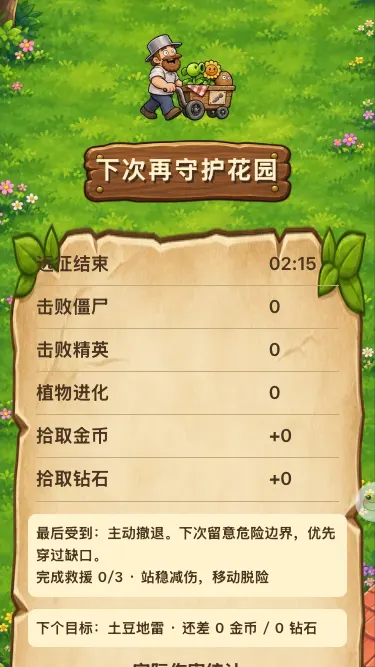 下次再守护花园
远征结束 02:15
击败僵尸 0
击败精英 0
植物进化 0
拾取金币 +0
拾取钻石 +0
最后受到：主动撤退。下次留意危险边界，优先
穿过缺口。
完成救援 0/3 · 站稳减伤，移动脱险
下个目标：土豆地雷 · 还差 0 金币 / 0 钻石